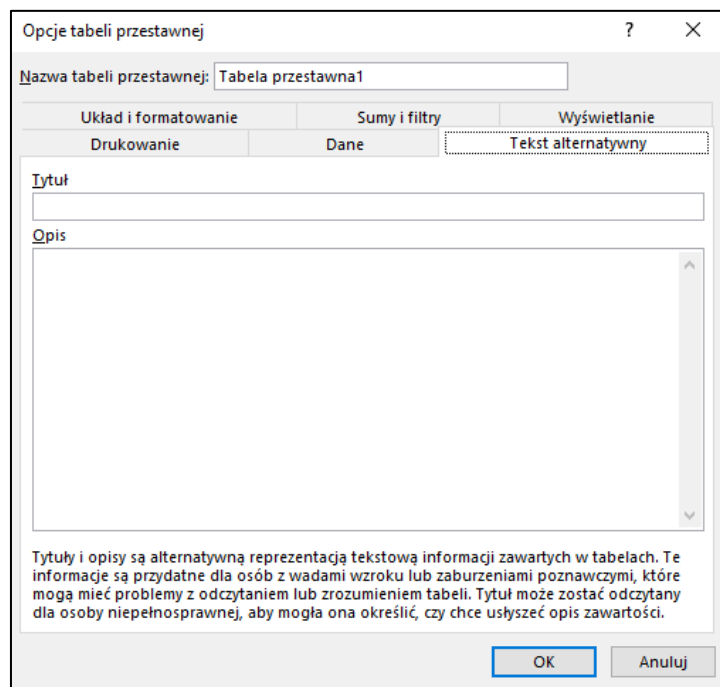 Opcje tabeli przestawnej
Nazwa tabeli przestawnej: Tabela przestawna1
Układ i formatowanie Sumy i filtry Wyświetlanie
Drukowanie Dane Tekst alternatywny
Tytuł
Opis
Tytuły i opisy są alternatywną reprezentacją tekstową informacji zawartych w tabelach. Te
informacje są przydatne dla osób z wadami wzroku lub zaburzeniami poznawczymi, które
mogą mieć problemy z odczytaniem lub zrozumieniem tabeli. Tytuł może zostać odczytany
dla osoby niepełnosprawnej, aby mogła ona określić, czy chce usłyszeć opis zawartości.
OK Anuluj